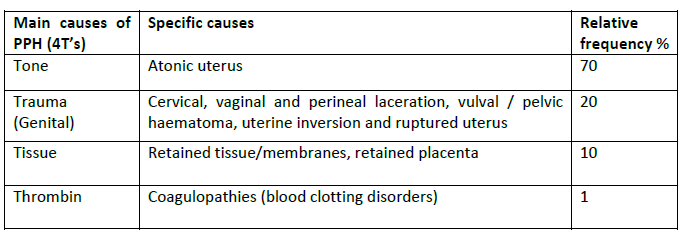 Main causes of PPH (4T's) Specific causes Relative frequency %
Tone Atonic uterus 70
Trauma (Genital) Cervical, vaginal and perineal laceration, vulval / pelvic haematoma, uterine inversion and ruptured uterus 20
Tissue Retained tissue/membranes, retained placenta 10
Thrombin Coagulopathies (blood clotting disorders) 1